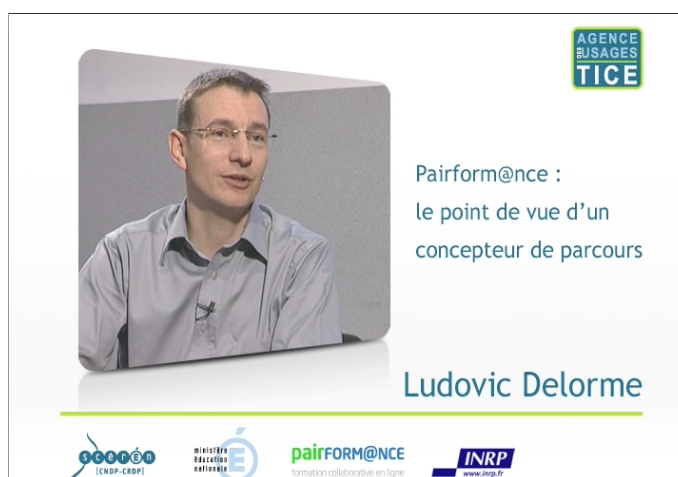 AGENCE
DES USAGES
TICE
Pairform@nce :
le point de vue d'un
concepteur de parcours
Ludovic Delorme
scérén
[CNDP-CRDP]
ministère
éducation
nationale
é
pairFORM@NCE
formation collaborative en ligne
INRP
www.inrp.fr